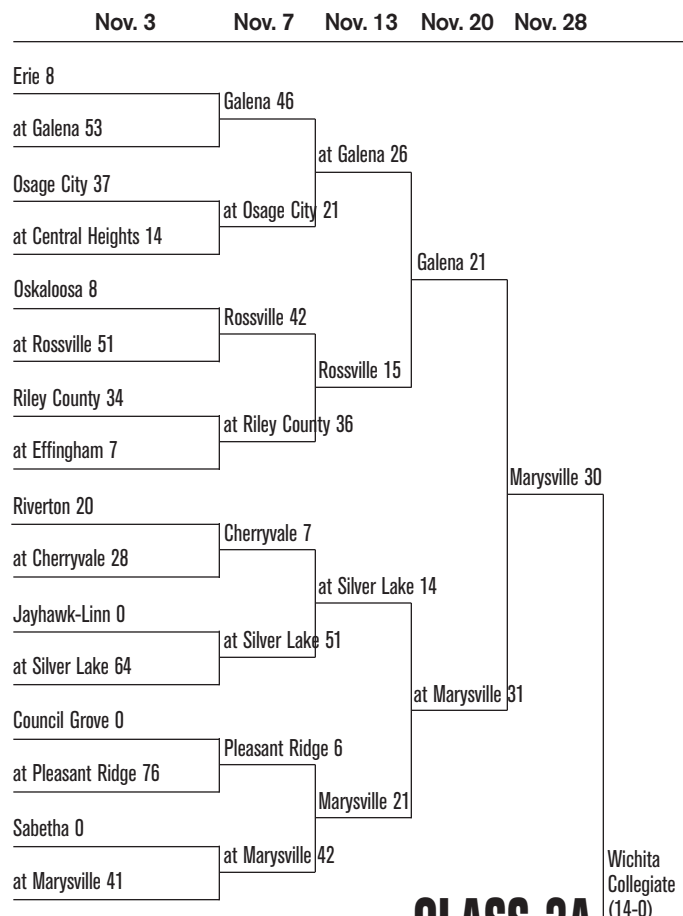 Nov. 3 Nov. 7 Nov. 13 Nov. 20 Nov. 28
Erie 8
at Galena 53
Osage City 37
at Central Heights 14
Oskaloosa 8
at Rossville 51
Riley County 34
at Effingham 7
Riverton 20
at Cherryvale 28
Jayhawk-Linn 0
at Silver Lake 64
Council Grove 0
at Pleasant Ridge 76
Sabetha 0
at Marysville 41
Galena 46
at Osage City 21
Rossville 42
at Riley County 36
Cherryvale 7
at Silver Lake 51
Pleasant Ridge 6
at Marysville 42
at Galena 26
Rossville 15
at Silver Lake 14
Marysville 21
Galena 21
at Marysville 31
Marysville 30
Wichita
Collegiate
(14-0)
CLASS 3A